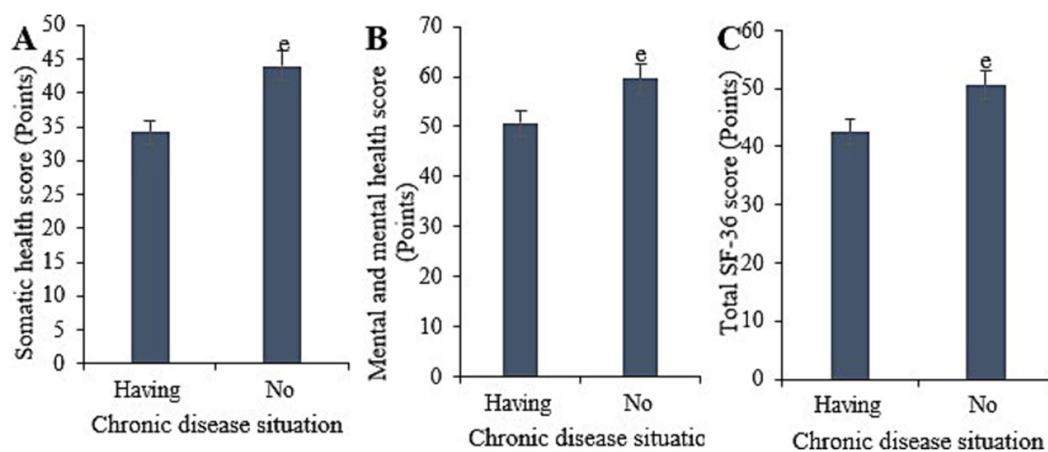 A
Somatic health score (Points)
50
45
40
35
30
25
20
15
10
5
0
e
Having
No
Chronic disease situation
B
Mental and mental health score
(Points)
70
60
50
40
30
20
10
0
e
Having
No
Chronic disease situatic
C
Total SF-36 score (Points)
60
50
40
30
20
10
0
e
Having
No
Chronic disease situation